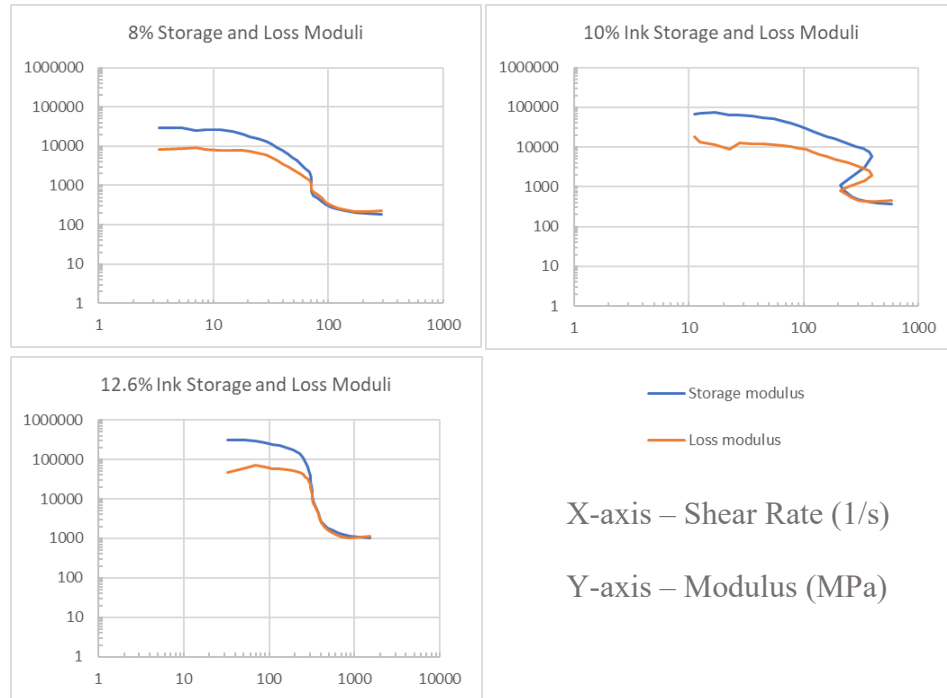 8% Storage and Loss Moduli
1000000
100000
10000
1000
100
10
1
1 10 100 1000
10% Ink Storage and Loss Moduli
1000000
100000
10000
1000
100
10
1
1 10 100 1000
12.6% Ink Storage and Loss Moduli
1000000
100000
10000
1000
100
10
1
1 10 100 1000 10000
Storage modulus
Loss modulus
X-axis – Shear Rate (1/s)
Y-axis – Modulus (MPa)